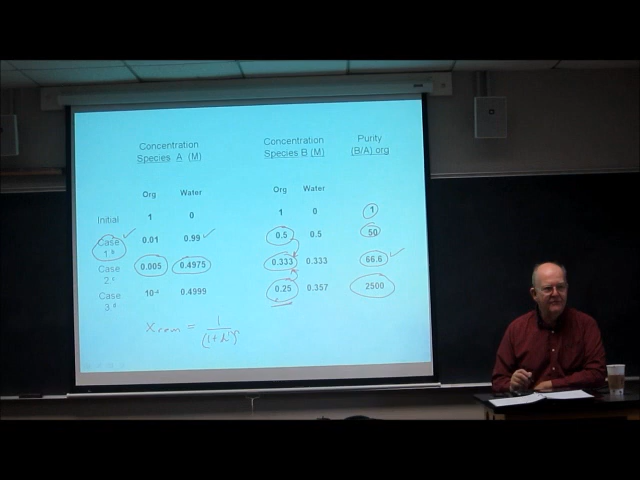 Concentration Species A (M) Concentration Species B (M) Purity (B/A) org
Org Water Org Water
Initial 1 0 1 0 1
Case 1. 0.01 0.99 0.5 0.5 50
Case 2. 0.005 0.4975 0.333 0.333 66.6
Case 3. 10⁻⁴ 0.4999 0.25 0.357 2500
Xrem = 1